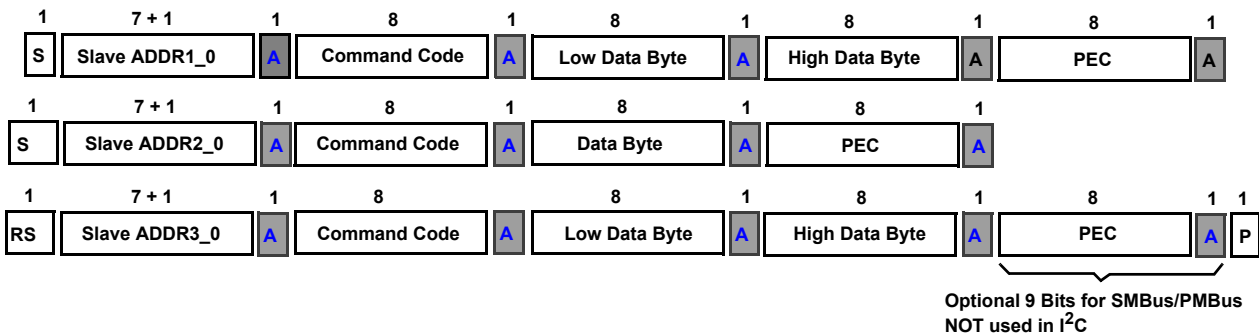 1 7 + 1 1 8 1 8 1 8 1 8 1
S Slave ADDR1_0 A Command Code A Low Data Byte A High Data Byte A PEC A
1 7 + 1 1 8 1 8 1 8 1
S Slave ADDR2_0 A Command Code A Data Byte A PEC A
1 7 + 1 1 8 1 8 1 8 1 8 1 1
RS Slave ADDR3_0 A Command Code A Low Data Byte A High Data Byte A PEC A P
Optional 9 Bits for SMBus/PMBus
NOT used in I²C